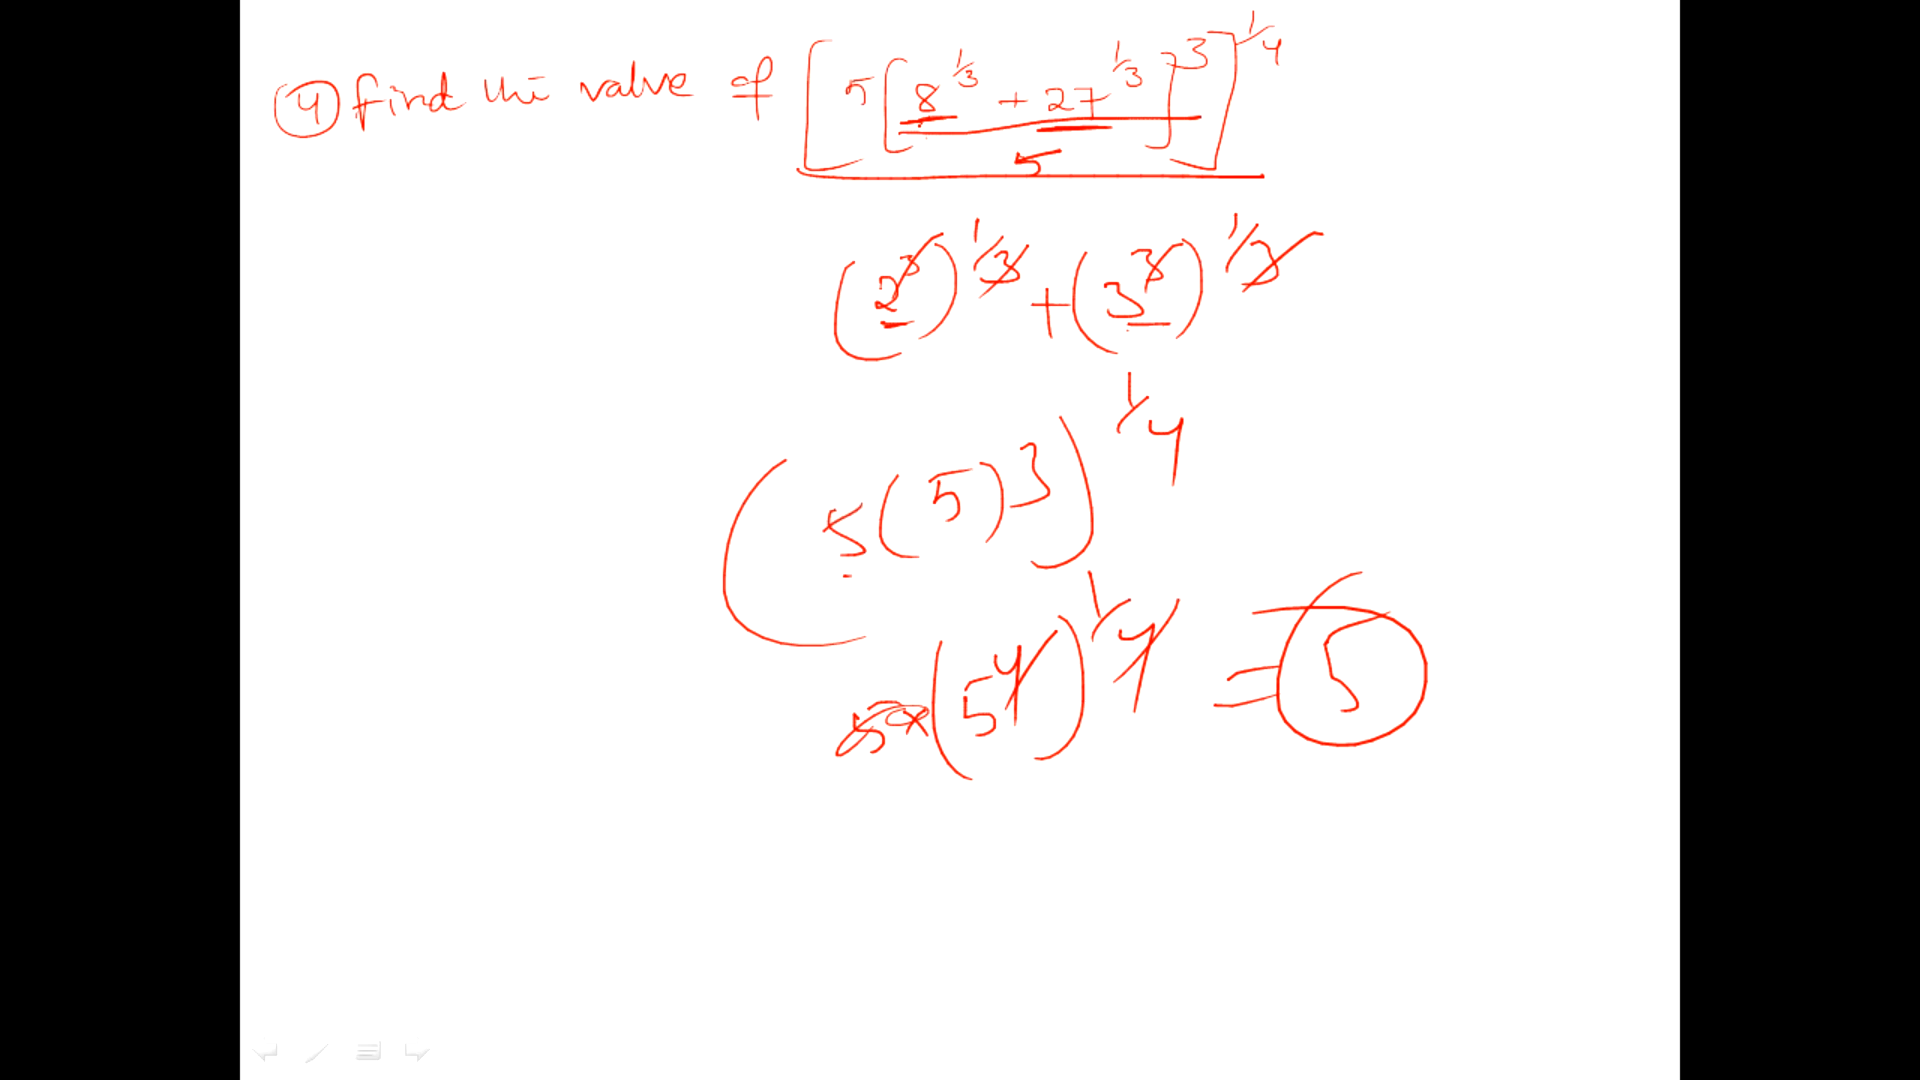 ④ Find the value of [5[8^1/3 + 27^1/3]^3]^1/4
5
(2^3)^1/3 + (3^3)^1/3
(5(5)^3)^1/4
(5^4)^1/4 = 5